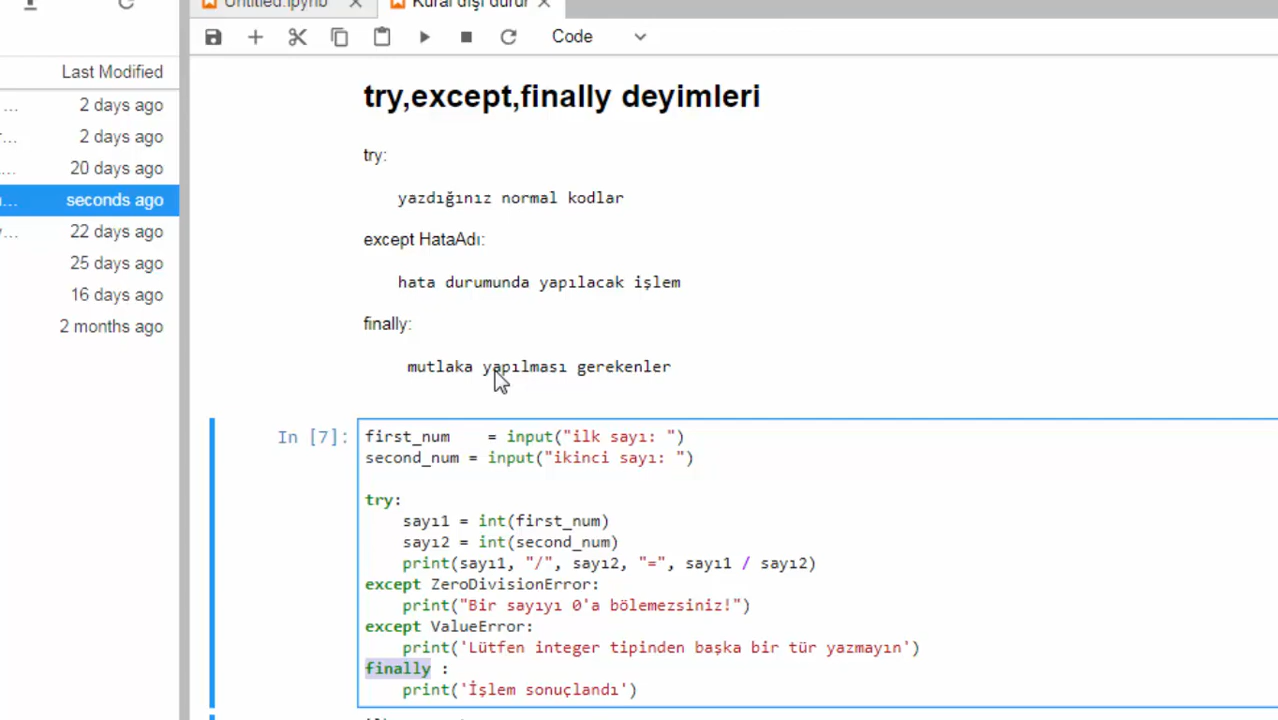 Untitled.ipynb
Kural dışı durur
Code
Last Modified
... 2 days ago
r... 2 days ago
... 20 days ago
seconds ago
... 22 days ago
25 days ago
16 days ago
2 months ago
try,except,finally deyimleri
try:
yazdığınız normal kodlar
except HataAdı:
hata durumunda yapılacak işlem
finally:
mutlaka yapılması gerekenler
In [7]:
first_num    = input("ilk sayı: ")
second_num = input("ikinci sayı: ")
try:
sayı1 = int(first_num)
sayı2 = int(second_num)
print(sayı1, "/", sayı2, "=", sayı1 / sayı2)
except ZeroDivisionError:
print("Bir sayıyı 0'a bölemezsiniz!")
except ValueError:
print('Lütfen integer tipinden başka bir tür yazmayın')
finally :
print('İşlem sonuçlandı')